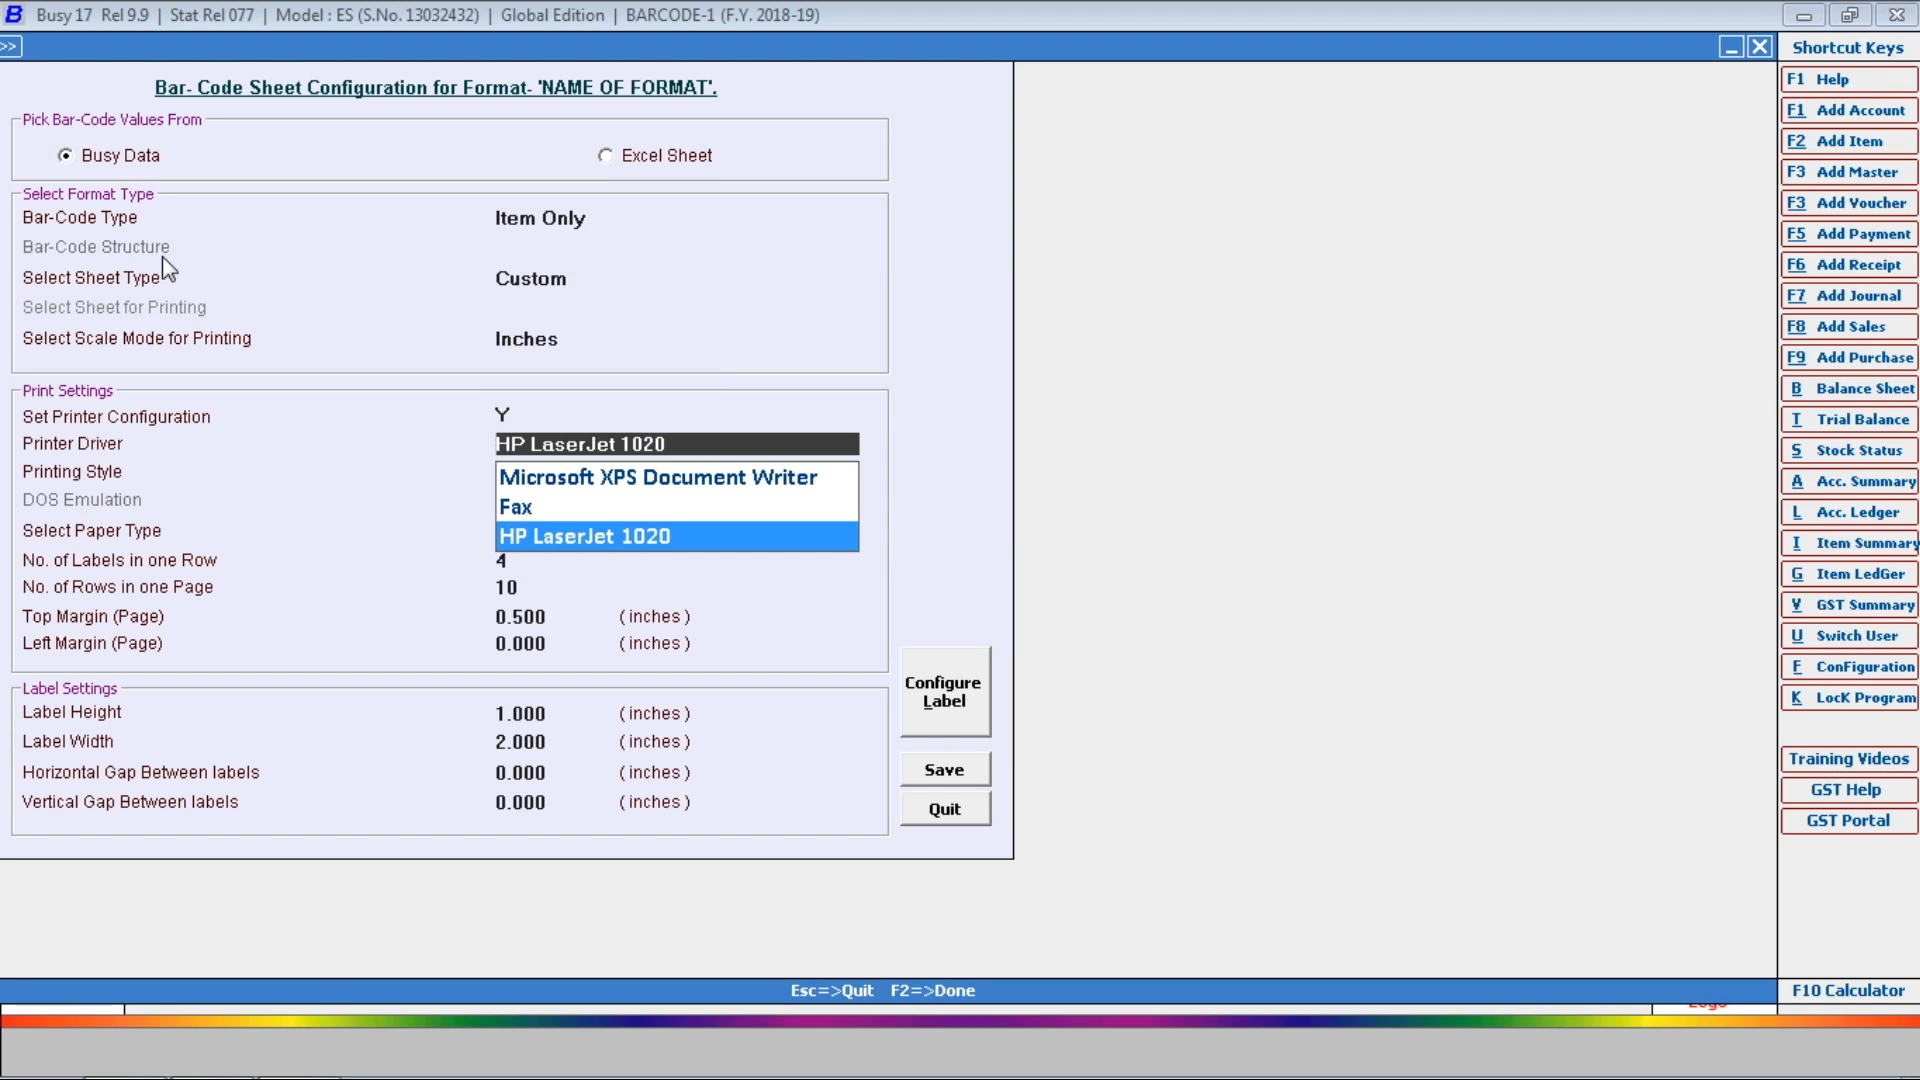 B Busy 17 Rel 9.9 | Stat Rel 077 | Model : ES (S.No. 13032432) | Global Edition | BARCODE-1 (F.Y. 2018-19)
>>
Shortcut Keys
Bar- Code Sheet Configuration for Format- 'NAME OF FORMAT'.
Pick Bar-Code Values From
Busy Data Excel Sheet
Select Format Type
Bar-Code Type Item Only
Bar-Code Structure
Select Sheet Type Custom
Select Sheet for Printing
Select Scale Mode for Printing Inches
Print Settings
Set Printer Configuration Y
Printer Driver HP LaserJet 1020
Printing Style Microsoft XPS Document Writer
DOS Emulation Fax
Select Paper Type HP LaserJet 1020
No. of Labels in one Row 4
No. of Rows in one Page 10
Top Margin (Page) 0.500 ( inches )
Left Margin (Page) 0.000 ( inches )
Label Settings
Label Height 1.000 ( inches )
Label Width 2.000 ( inches )
Horizontal Gap Between labels 0.000 ( inches )
Vertical Gap Between labels 0.000 ( inches )
Configure
Label
Save
Quit
F1 Help
F1 Add Account
F2 Add Item
F3 Add Master
F3 Add Voucher
F5 Add Payment
F6 Add Receipt
F7 Add Journal
F8 Add Sales
F9 Add Purchase
B Balance Sheet
T Trial Balance
S Stock Status
A Acc. Summary
L Acc. Ledger
I Item Summary
G Item LedGer
V GST Summary
U Switch User
F ConFiguration
K LocK Program
Training Videos
GST Help
GST Portal
Esc=>Quit F2=>Done
F10 Calculator